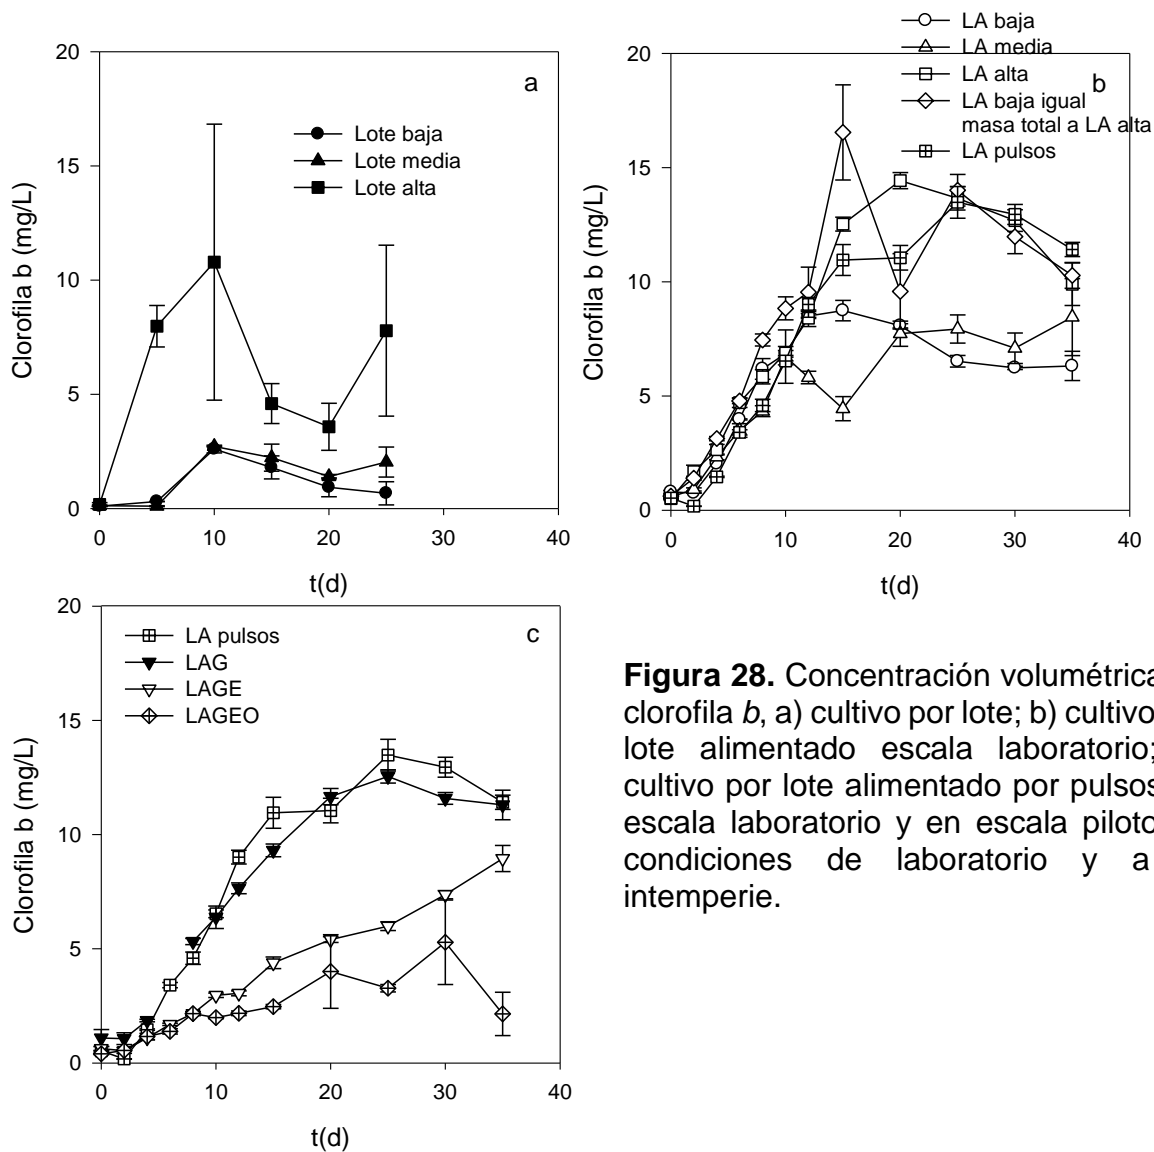 20
15
10
5
0
Clorofila b (mg/L)
a
Lote baja
Lote media
Lote alta
0
10
20
30
40
t(d)
LA baja
LA media
LA alta
LA baja igual
masa total a LA alta
LA pulsos
b
20
15
10
5
0
Clorofila b (mg/L)
0
10
20
30
40
t(d)
20
15
10
5
0
Clorofila b (mg/L)
c
LA pulsos
LAG
LAGE
LAGEO
0
10
20
30
40
t(d)
Figura 28. Concentración volumétrica
clorofila b, a) cultivo por lote; b) cultivo
lote alimentado escala laboratorio;
cultivo por lote alimentado por pulsos
escala laboratorio y en escala piloto
condiciones de laboratorio y a
intemperie.